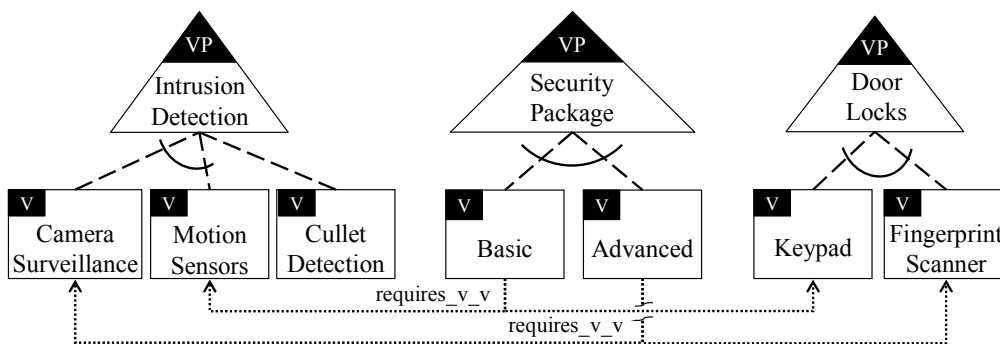 VP
Intrusion
Detection
VP
Security
Package
VP
Door
Locks
V
Camera
Surveillance
V
Motion
Sensors
V
Cullet
Detection
V
Basic
V
Advanced
V
Keypad
V
Fingerprint
Scanner
requires_v_v
requires_v_v